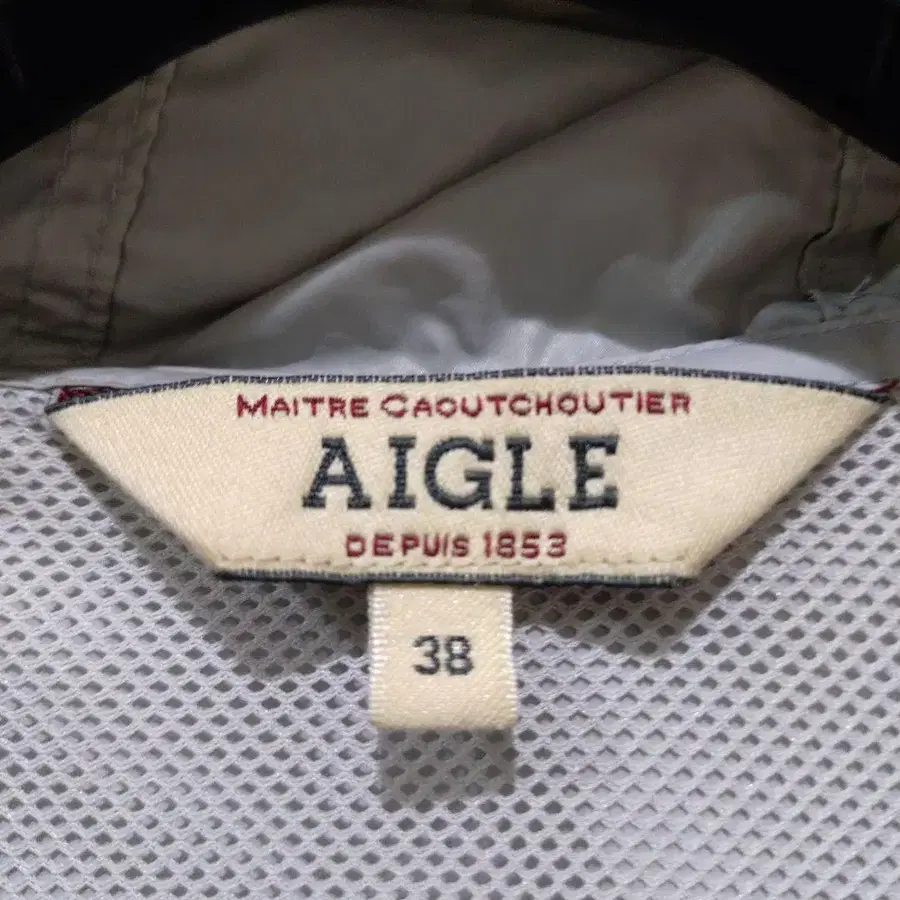 MAITRE CAOUTCHOUTIER
AIGLE
DEPUIS 1853
38